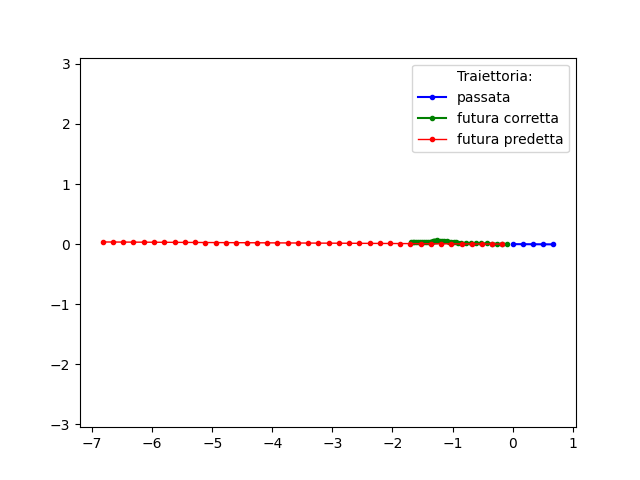 Traiettoria:
passata
futura corretta
futura predetta
3
2
1
0
−1
−2
−3
−7 −6 −5 −4 −3 −2 −1 0 1